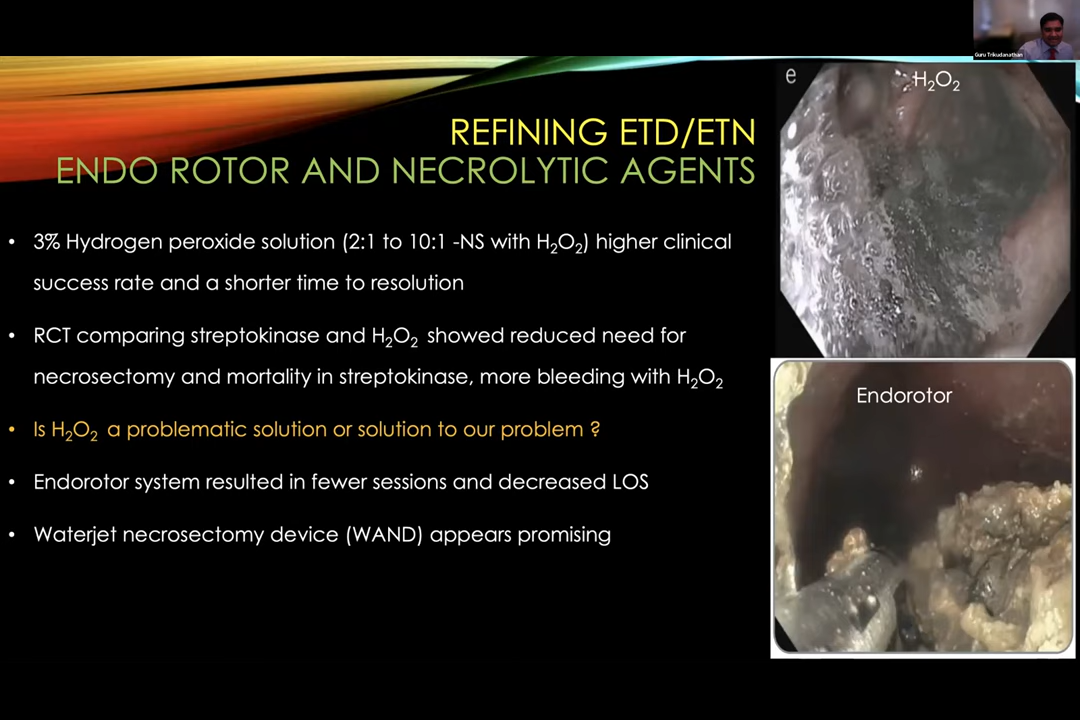 Guru Trikudanathan
e
H₂O₂
REFINING ETD/ETN
ENDO ROTOR AND NECROLYTIC AGENTS
• 3% Hydrogen peroxide solution (2:1 to 10:1 -NS with H₂O₂) higher clinical
success rate and a shorter time to resolution
• RCT comparing streptokinase and H₂O₂ showed reduced need for
necrosectomy and mortality in streptokinase, more bleeding with H₂O₂
• Is H₂O₂ a problematic solution or solution to our problem ?
• Endorotor system resulted in fewer sessions and decreased LOS
• Waterjet necrosectomy device (WAND) appears promising
Endorotor